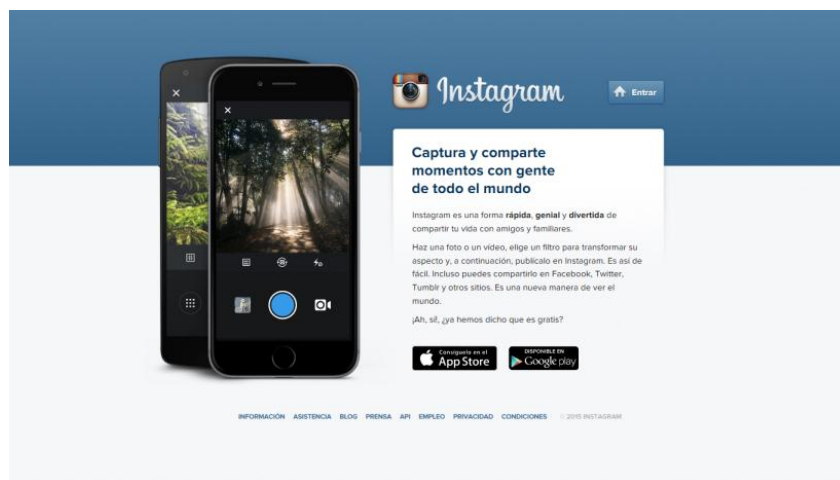 Instagram
Entrar
Captura y comparte
momentos con gente
de todo el mundo
Instagram es una forma rápida, genial y divertida de
compartir tu vida con amigos y familiares.
Haz una foto o un vídeo, elige un filtro para transformar su
aspecto y, a continuación, publícalo en Instagram. Es así de
fácil. Incluso puedes compartirlo en Facebook, Twitter,
Tumblr y otros sitios. Es una nueva manera de ver el
mundo.
¡Ah, sí!, ¿ya hemos dicho que es gratis?
Consíguelo en el
App Store
DISPONIBLE EN
Google play
INFORMACIÓN ASISTENCIA BLOG PRENSA API EMPLEO PRIVACIDAD CONDICIONES © 2015 INSTAGRAM